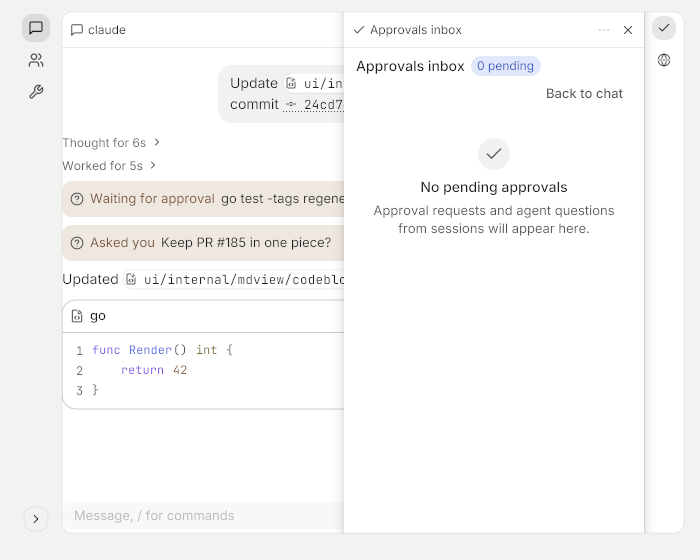 claude
Update ui/in
commit 24cd7
Thought for 6s
Worked for 5s
Waiting for approval go test -tags regene
Asked you Keep PR #185 in one piece?
Updated ui/internal/mdview/codeblo
go
1 func Render() int {
2     return 42
3 }
Message, / for commands
Approvals inbox
Approvals inbox 0 pending
Back to chat
No pending approvals
Approval requests and agent questions
from sessions will appear here.